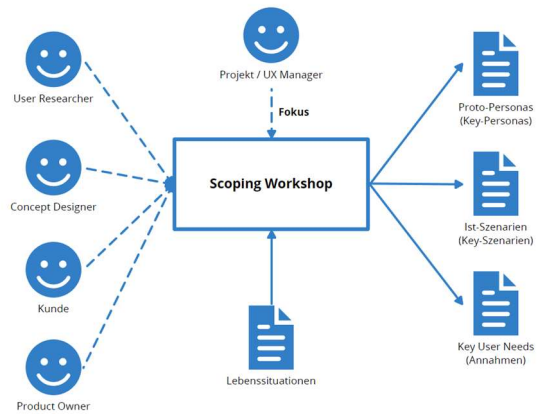 Projekt / UX Manager
User Researcher
Fokus
Proto-Personas
(Key-Personas)
Scoping Workshop
Concept Designer
Ist-Szenarien
(Key-Szenarien)
Kunde
Key User Needs
(Annahmen)
Lebenssituationen
Product Owner